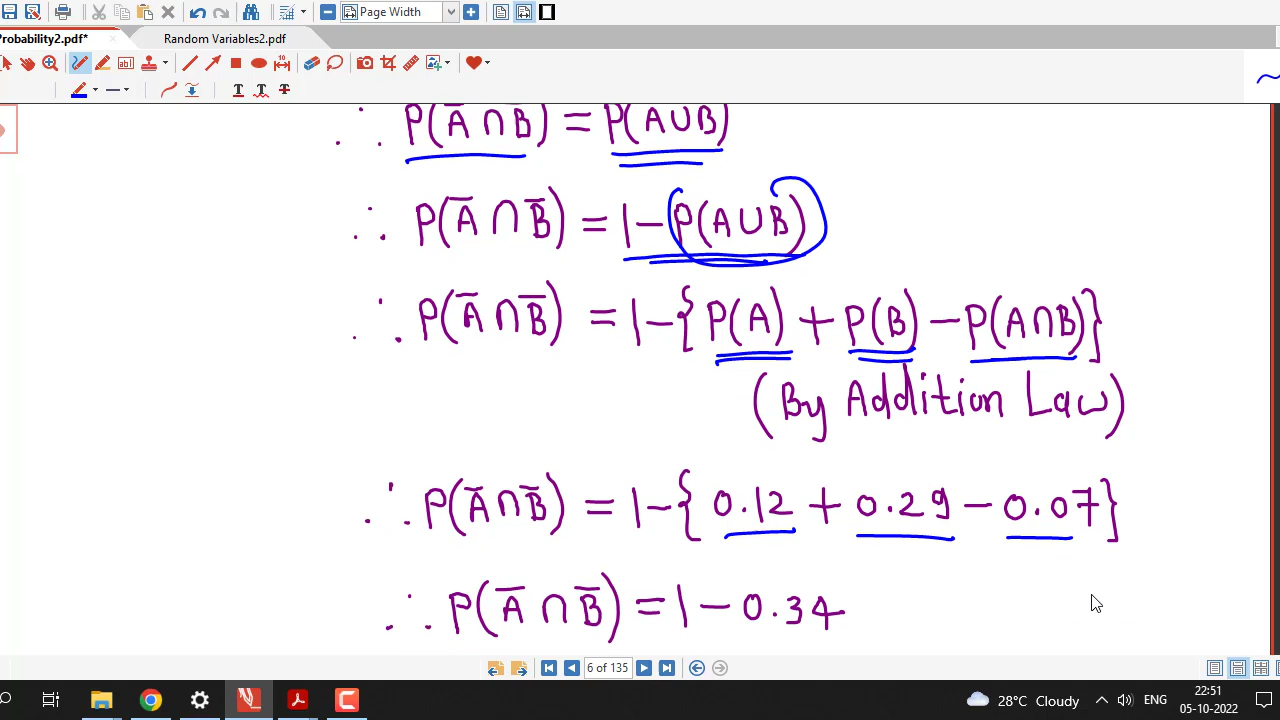 Page Width
Probability2.pdf*
Random Variables2.pdf
∴ P(A̅ ∩ B̅) = P(A∪B)
∴ P(A̅ ∩ B̅) = 1 - P(A∪B)
∴ P(A̅ ∩ B̅) = 1 - {P(A) + P(B) - P(A∩B)}
(By Addition Law)
∴ P(A̅ ∩ B̅) = 1 - {0.12 + 0.29 - 0.07}
∴ P(A̅ ∩ B̅) = 1 - 0.34
6 of 135
28°C Cloudy
ENG
22:51
05-10-2022